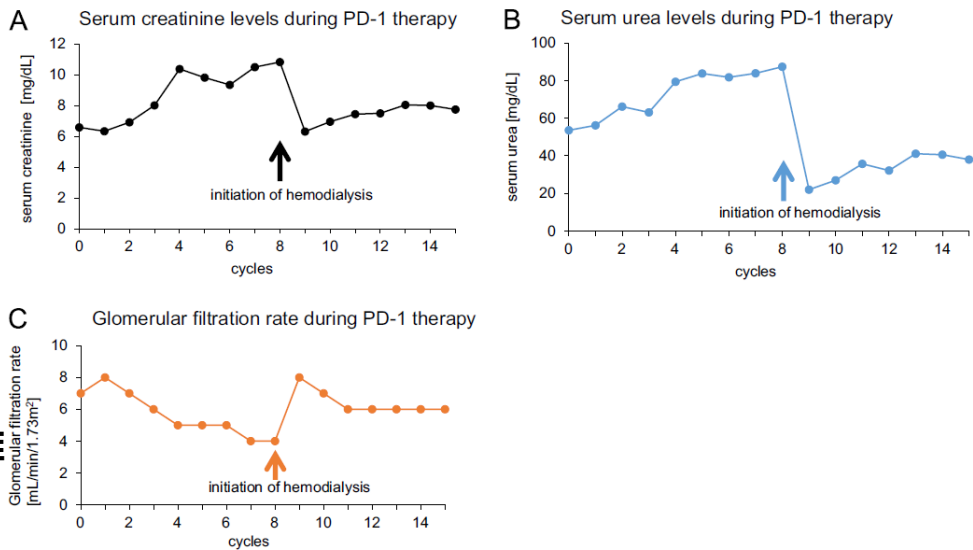 A
Serum creatinine levels during PD-1 therapy
serum creatinine [mg/dL]
12
10
8
6
4
2
0
initiation of hemodialysis
0 2 4 6 8 10 12 14
cycles
B
Serum urea levels during PD-1 therapy
serum urea [mg/dL]
100
80
60
40
20
0
initiation of hemodialysis
0 2 4 6 8 10 12 14
cycles
C
Glomerular filtration rate during PD-1 therapy
Glomerular filtration rate
[mL/min/1.73m²]
10
8
6
4
2
0
initiation of hemodialysis
0 2 4 6 8 10 12 14
cycles